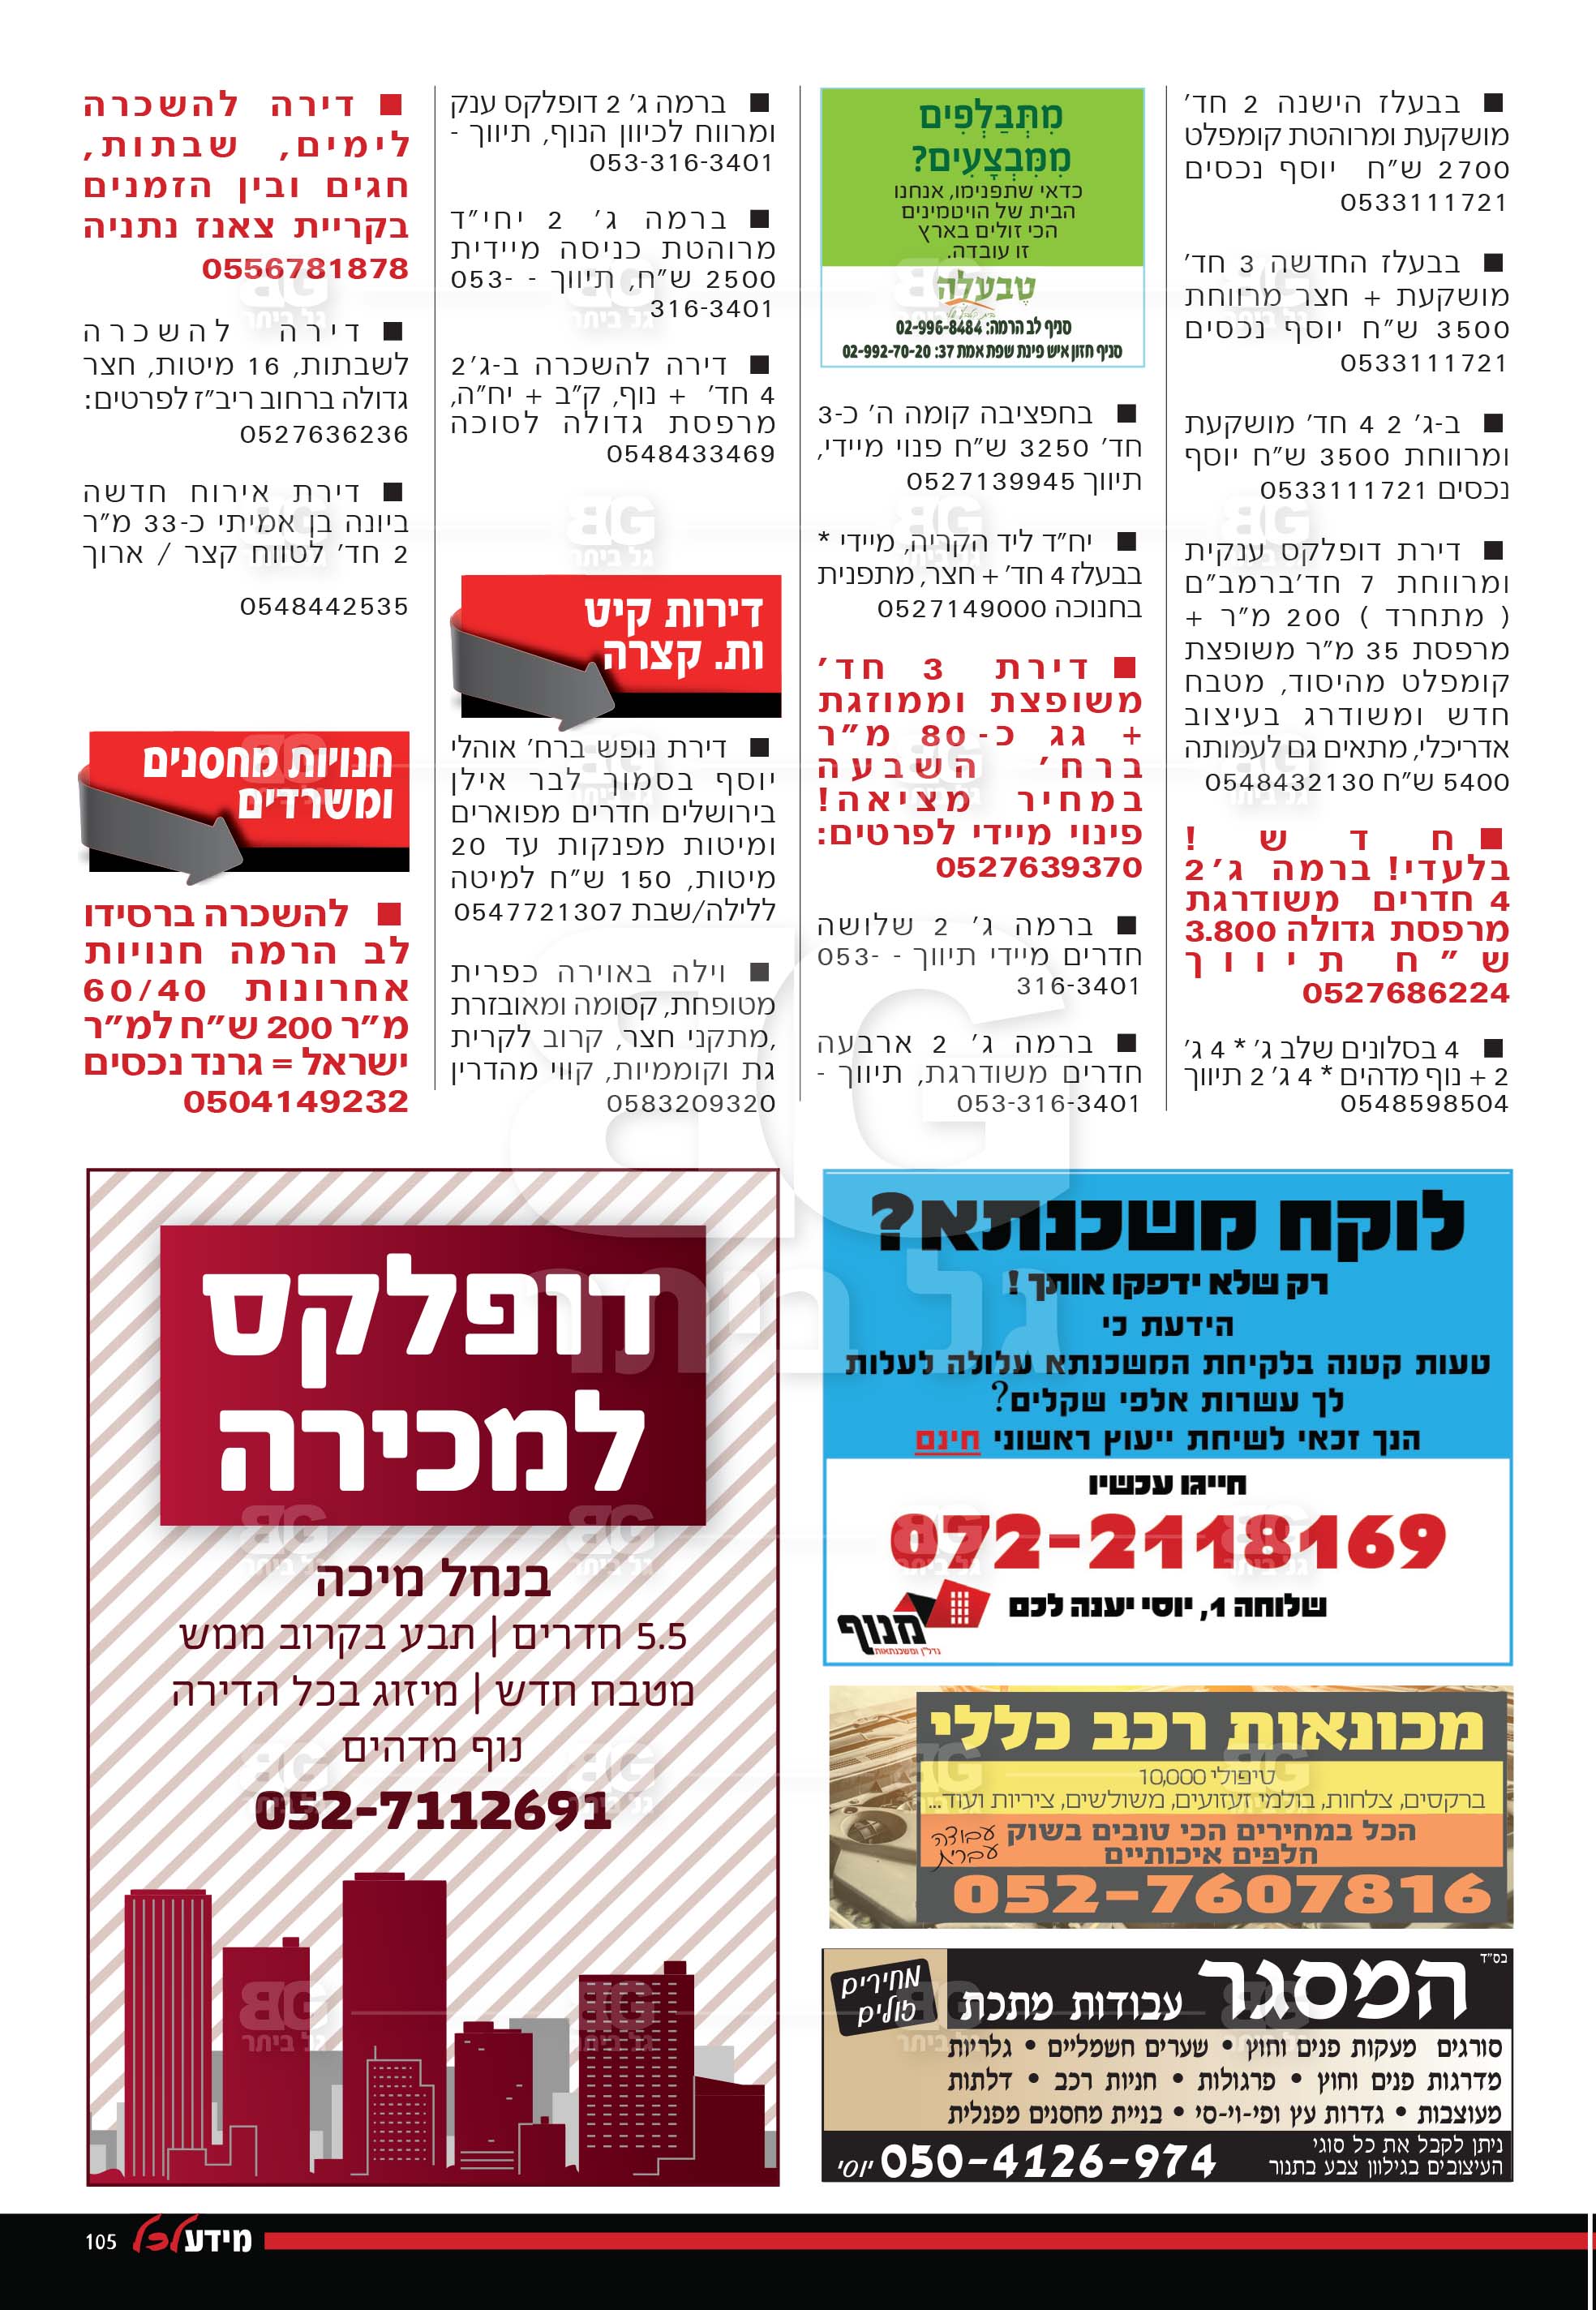 ■ בבעלז הישנה 2 חד'
מושקעת ומרוהטת קומפלט
2700 ש"ח יוסף נכסים
0533111721
■ בבעלז החדשה 3 חד'
מושקעת + חצר מרווחת
3500 ש"ח יוסף נכסים
0533111721
■ ב-ג' 2 4 חד' מושקעת
ומרווחת 3500 ש"ח יוסף
נכסים 0533111721
■ דירת דופלקס ענקית
ומרווחת 7 חד'ברמב"ם
( מתחרד ) 200 מ"ר +
מרפסת 35 מ"ר משופצת
קומפלט מהיסוד, מטבח
חדש ומשודרג בעיצוב
אדריכלי, מתאים גם לעמותה
5400 ש"ח 0548432130
■ חדש!
בלעדי! ברמה ג'2
4 חדרים משודרגת
מרפסת גדולה 3.800
ש"ח תיווך
0527686224
■ 4 בסלונים שלב ג' * 4 ג'
2 + נוף מדהים * 4 ג' 2 תיווך
0548598504
מִתְבַּלְּפִים
מִמִּבְצָעִים?
כדאי שתפנימו, אנחנו
הבית של הויטמינים
הכי זולים בארץ
זו עובדה.
טבעלה
סניף לב הרמה: 02-996-8484
סניף חזון איש פינת שפת אמת 37: 02-992-70-20
■ בחפציבה קומה ה' כ-3
חד' 3250 ש"ח פנוי מיידי,
תיווך 0527139945
■ יח"ד ליד הקריה, מיידי *
בבעלז 4 חד' + חצר, מתפנית
בחנוכה 0527149000
■ דירת 3 חד'
משופצת וממוזגת
+ גג כ-80 מ"ר
ברח' השבעה
במחיר מציאה!
פינוי מיידי לפרטים:
0527639370
■ ברמה ג' 2 שלושה
חדרים מיידי תיווך - 053-
316-3401
■ ברמה ג' 2 ארבעה
חדרים משודרגת, תיווך -
053-316-3401
■ ברמה ג' 2 דופלקס ענק
ומרווח לכיוון הנוף, תיווך -
053-316-3401
■ ברמה ג' 2 יחי"ד
מרוהטת כניסה מיידית
2500 ש"ח, תיווך - 053-
316-3401
■ דירה להשכרה ב-ג'2
4 חד' + נוף, ק"ב + יח"ה,
מרפסת גדולה לסוכה
0548433469
דירות קיט
ות. קצרה
■ דירת נופש ברח' אוהלי
יוסף בסמוך לבר אילן
בירושלים חדרים מפוארים
ומיטות מפנקות עד 20
מיטות, 150 ש"ח למיטה
ללילה/שבת 0547721307
■ וילה באוירה כפרית
מטופחת, קסומה ומאובזרת
,מתקני חצר, קרוב לקרית
גת וקוממיות, קווי מהדרין
0583209320
■ דירה להשכרה
לימים, שבתות,
חגים ובין הזמנים
בקריית צאנז נתניה
0556781878
■ דירה להשכרה
לשבתות, 16 מיטות, חצר
גדולה ברחוב ריב"ז לפרטים:
0527636236
■ דירת אירוח חדשה
ביונה בן אמיתי כ-33 מ"ר
2 חד' לטווח קצר / ארוך
0548442535
חנויות מחסנים
ומשרדים
■ להשכרה ברסידו
לב הרמה חנויות
אחרונות 60/40
מ"ר 200 ש"ח למ"ר
ישראל = גרנד נכסים
0504149232
לוקח משכנתא?
רק שלא ידפקו אותך !
הידעת כי
טעות קטנה בלקיחת המשכנתא עלולה לעלות
לך עשרות אלפי שקלים?
הנך זכאי לשיחת ייעוץ ראשוני חינם
חייגו עכשיו
072-2118169
שלוחה 1, יוסי יענה לכם
מנוף
נדל"ן ומשכנתאות
דופלקס
למכירה
בנחל מיכה
5.5 חדרים | תבע בקרוב ממש
מטבח חדש | מיזוג בכל הדירה
נוף מדהים
052-7112691
מכונאות רכב כללי
טיפולי 10,000
ברקסים, צלחות, בולמי זעזועים, משולשים, ציריות ועוד...
הכל במחירים הכי טובים בשוק
חלפים איכותיים
עבודה
עברית
052-7607816
בס"ד
המסגר עבודות מתכת
מחירים
זולים
סורגים מעקות פנים וחוץ • שערים חשמליים • גלריות
מדרגות פנים וחוץ • פרגולות • חניות רכב • דלתות
מעוצבות • גדרות עץ ופי-וי-סי • בניית מחסנים מפנלית
ניתן לקבל את כל סוגי
העיצובים בגילוון צבע בתנור
050-4126-974 יוסי
BG
גל ביתר
מידע לכל
105